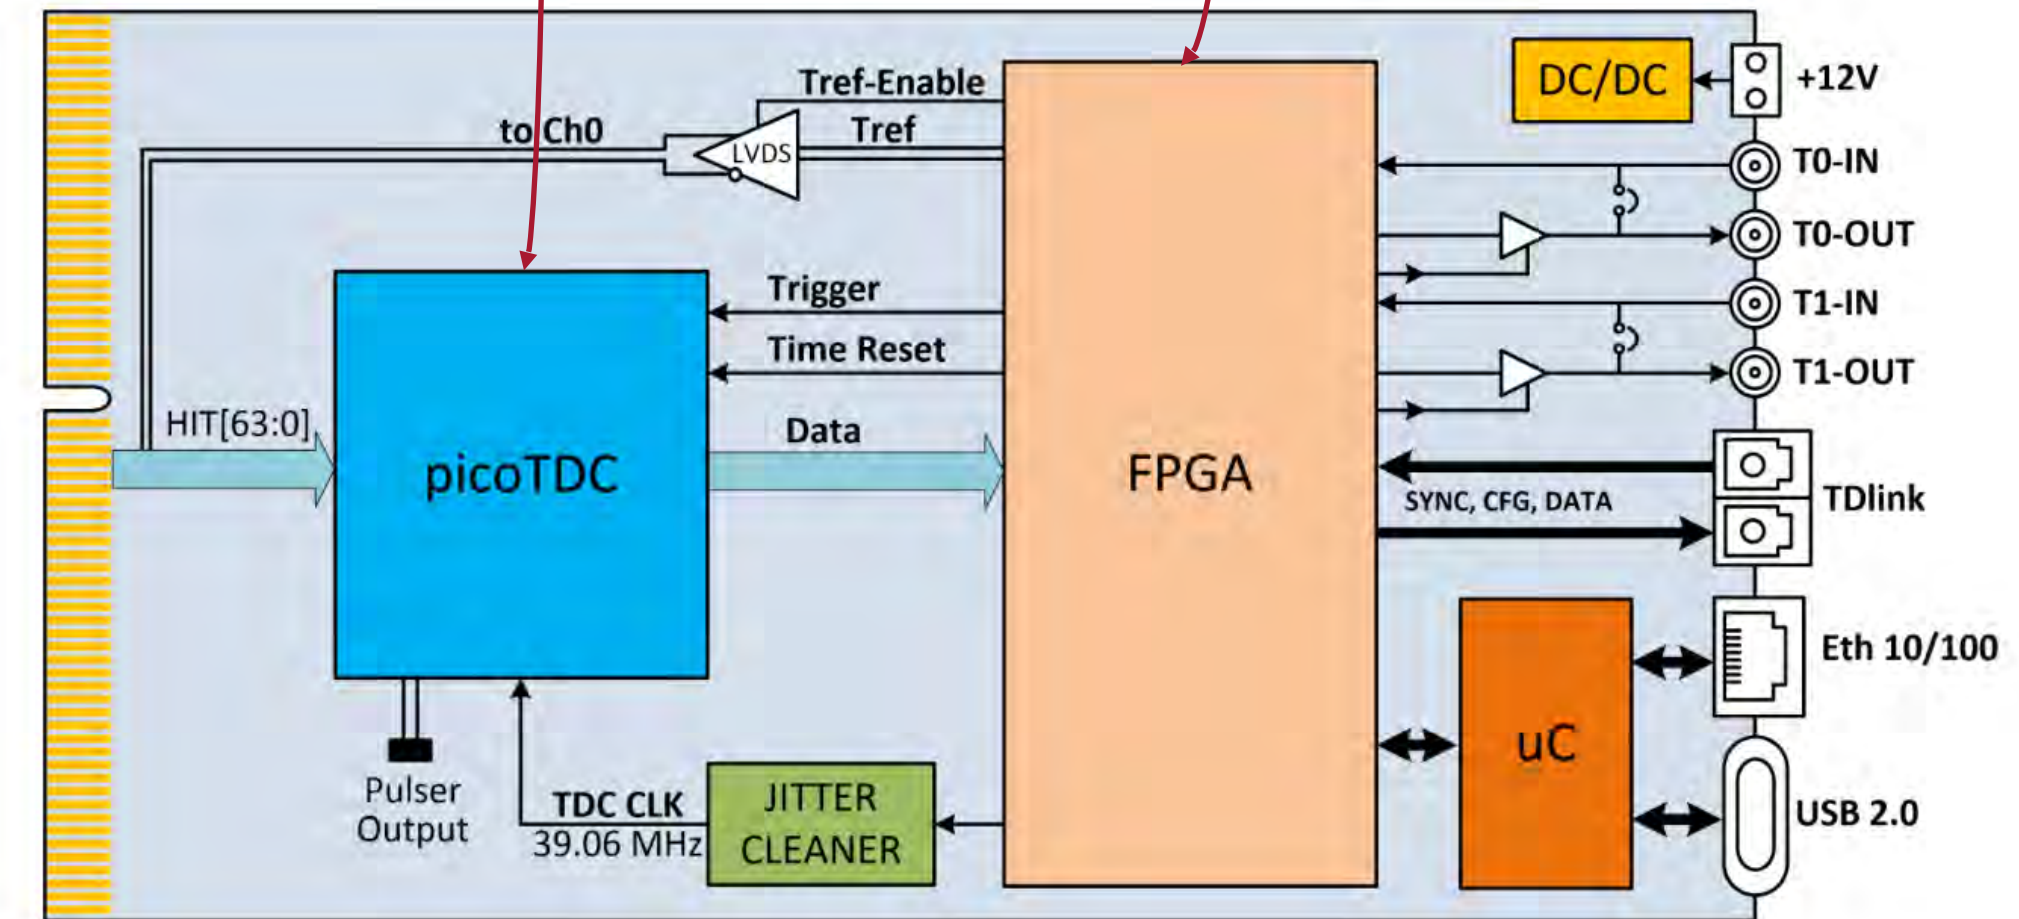 Tref-Enable
to Ch0
LVDS
Tref
DC/DC
+12V
T0-IN
T0-OUT
T1-IN
T1-OUT
Trigger
Time Reset
HIT[63:0]
Data
picoTDC
FPGA
SYNC, CFG, DATA
TDlink
Eth 10/100
uC
USB 2.0
Pulser
Output
TDC CLK
39.06 MHz
JITTER
CLEANER